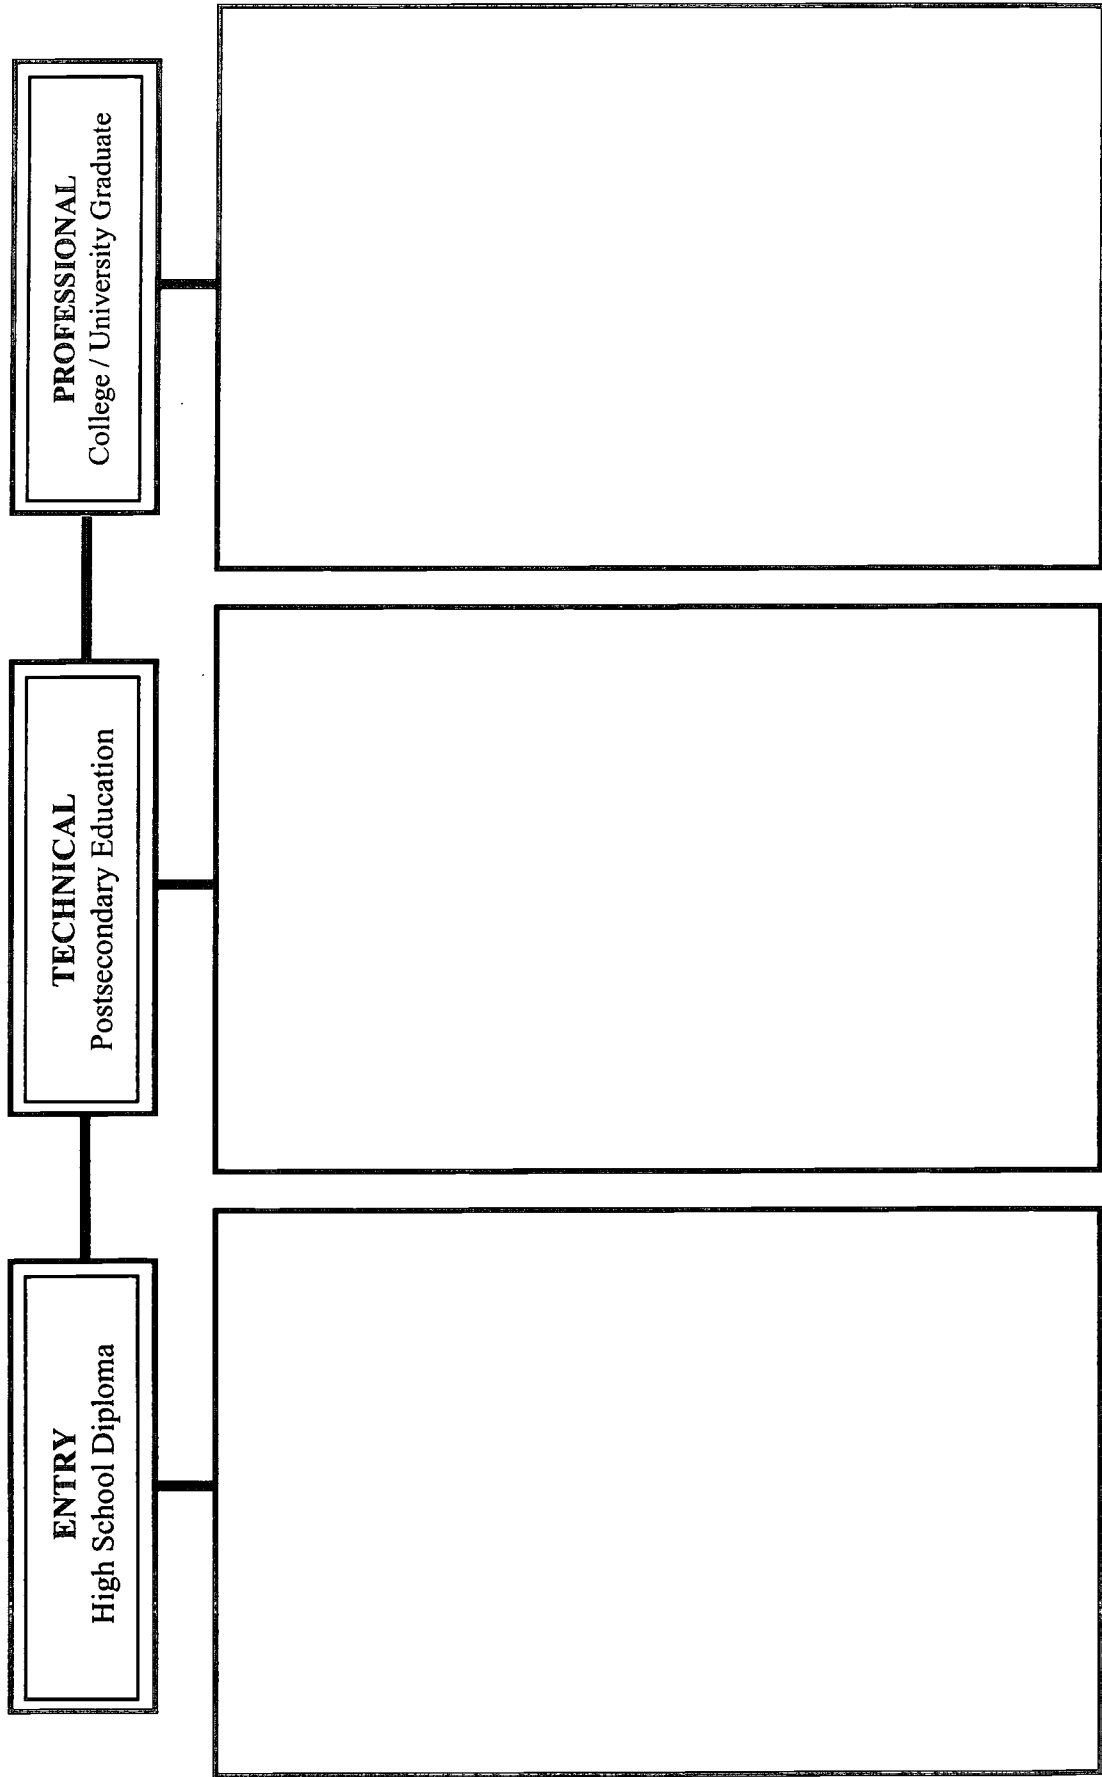 ENTRY
High School Diploma
TECHNICAL
Postsecondary Education
PROFESSIONAL
College / University Graduate